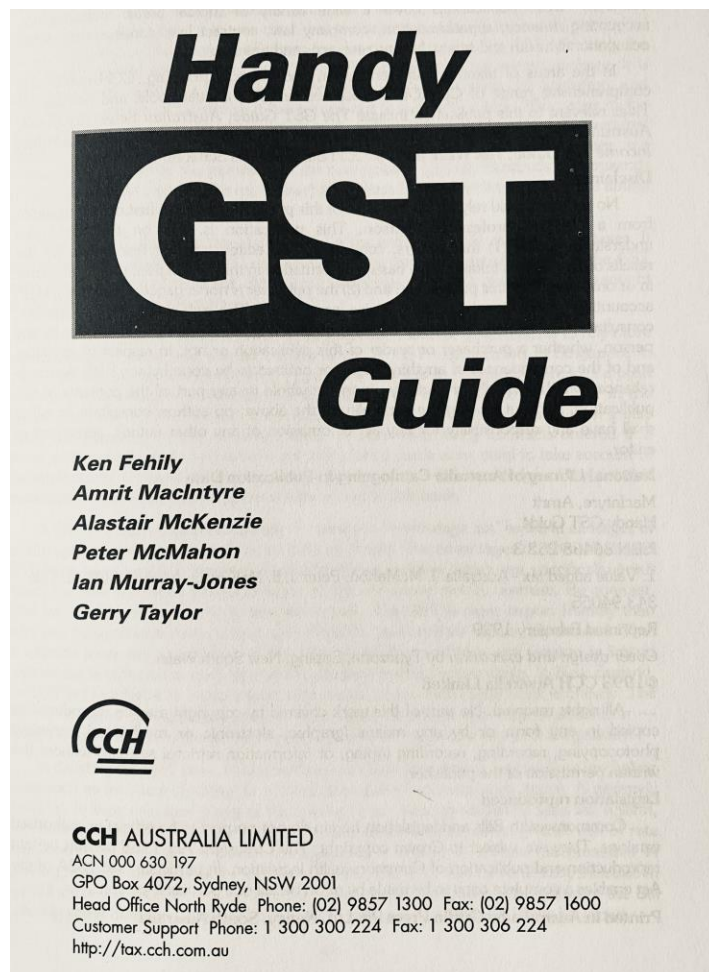 Handy
GST
Guide
Ken Fehily
Amrit MacIntyre
Alastair McKenzie
Peter McMahon
Ian Murray-Jones
Gerry Taylor
CCH
CCH AUSTRALIA LIMITED
ACN 000 630 197
GPO Box 4072, Sydney, NSW 2001
Head Office North Ryde Phone: (02) 9857 1300 Fax: (02) 9857 1600
Customer Support Phone: 1 300 300 224 Fax: 1 300 306 224
http://tax.cch.com.au